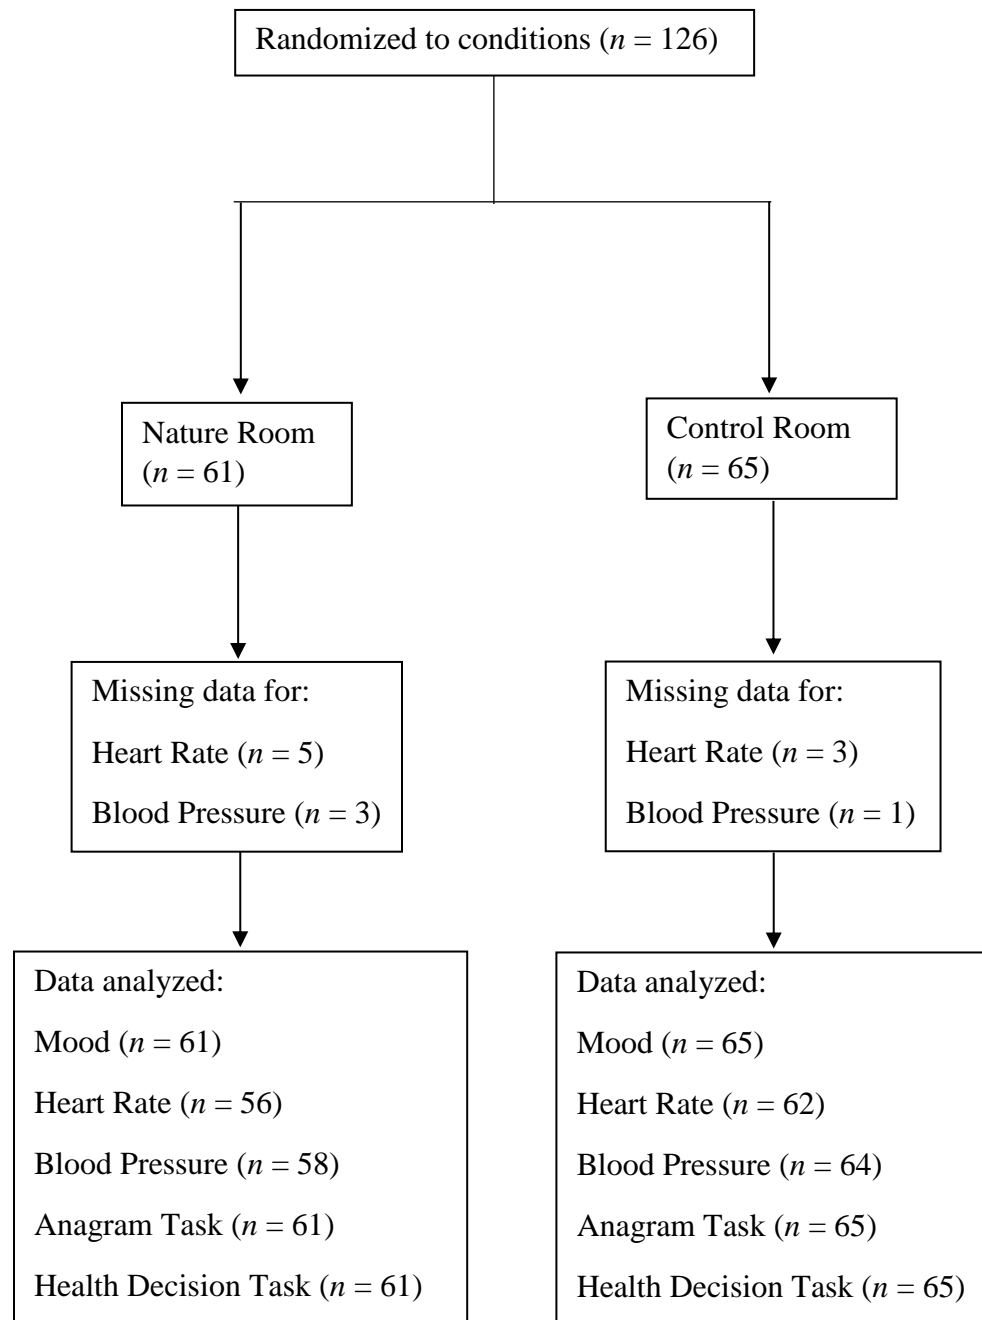 Randomized to conditions (n = 126)
Nature Room
(n = 61)
Control Room
(n = 65)
Missing data for:
Heart Rate (n = 5)
Blood Pressure (n = 3)
Missing data for:
Heart Rate (n = 3)
Blood Pressure (n = 1)
Data analyzed:
Mood (n = 61)
Heart Rate (n = 56)
Blood Pressure (n = 58)
Anagram Task (n = 61)
Health Decision Task (n = 61)
Data analyzed:
Mood (n = 65)
Heart Rate (n = 62)
Blood Pressure (n = 64)
Anagram Task (n = 65)
Health Decision Task (n = 65)